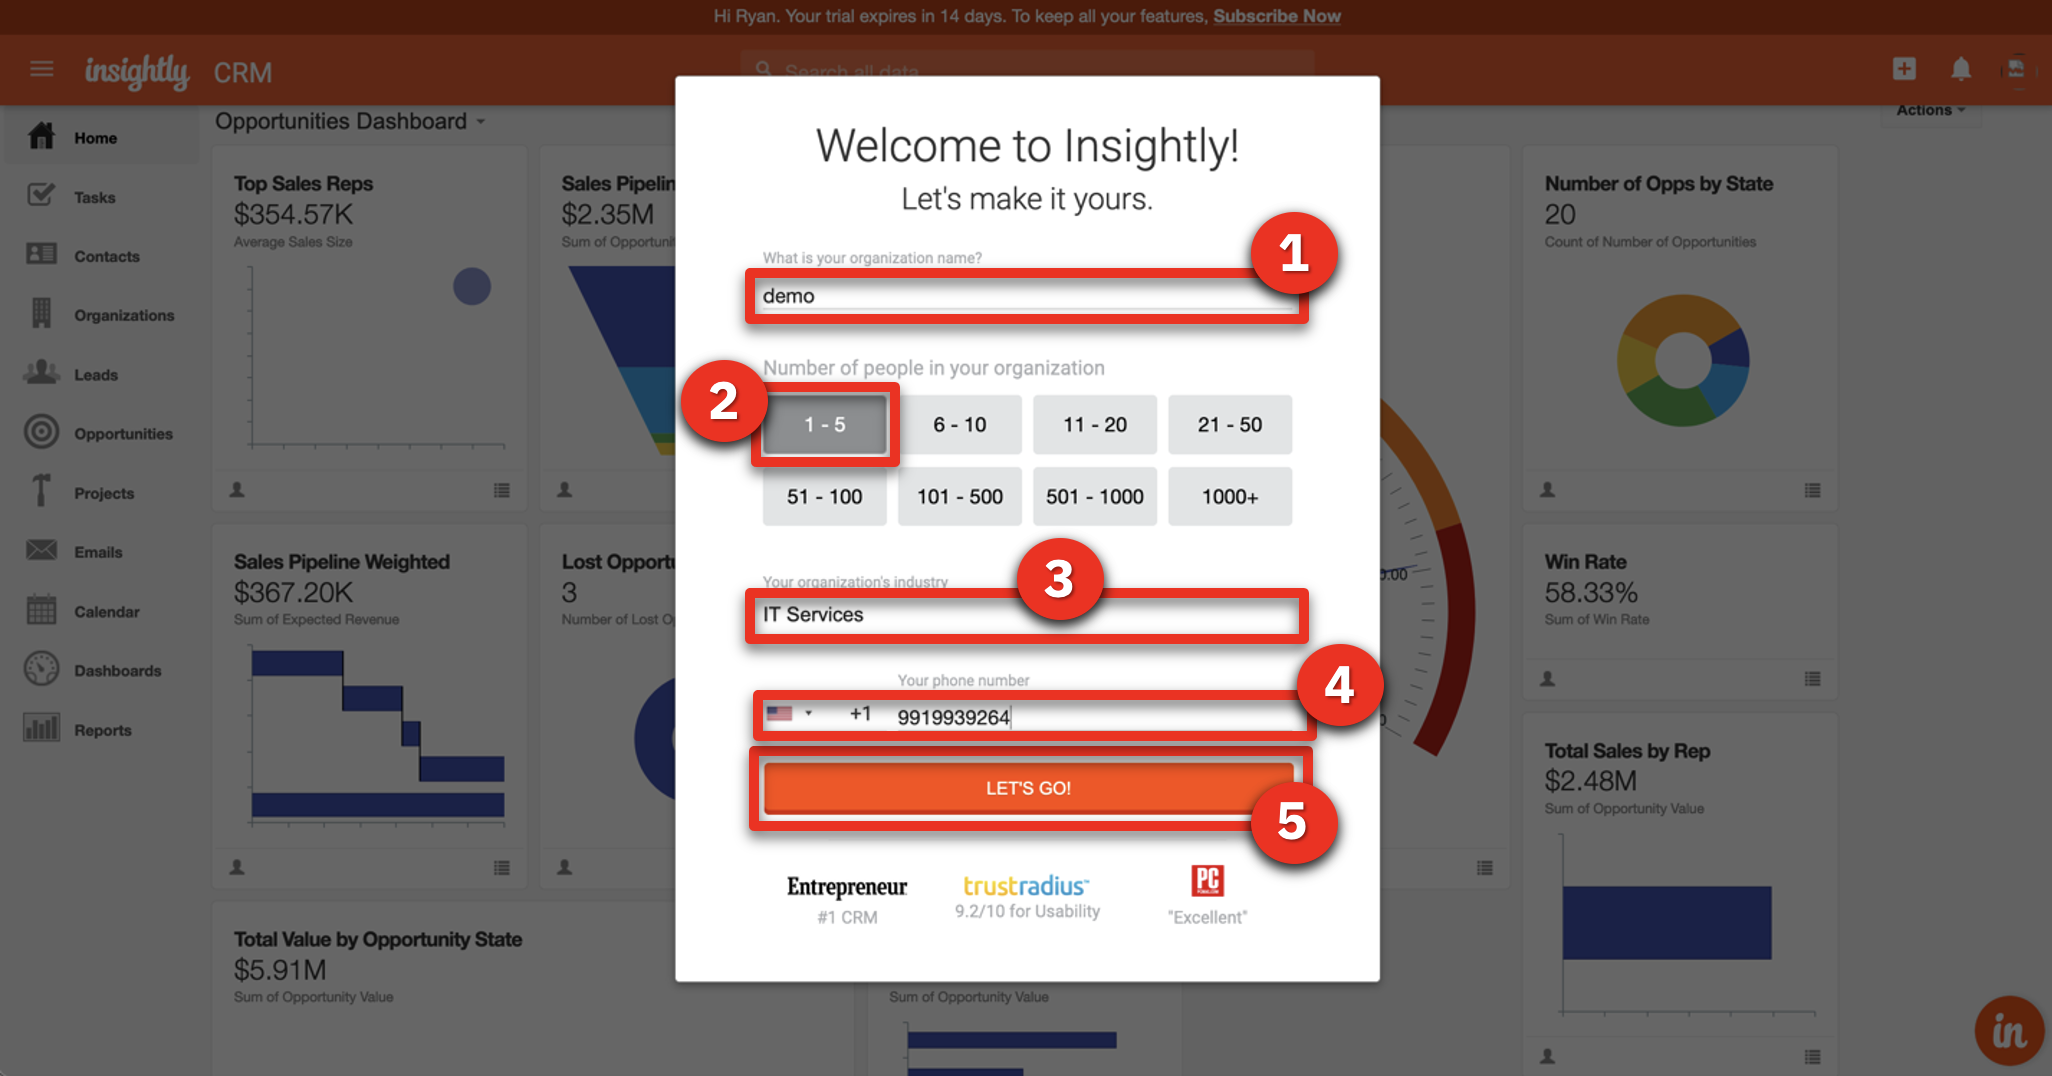 Hi Ryan. Your trial expires in 14 days. To keep all your features, Subscribe Now
insightly CRM
Search all data
Actions
Home
Tasks
Contacts
Organizations
Leads
Opportunities
Projects
Emails
Calendar
Dashboards
Reports
Opportunities Dashboard
Top Sales Reps
$354.57K
Average Sales Size
Sales Pipelin
$2.35M
Sum of Opportuni
Sales Pipeline Weighted
$367.20K
Sum of Expected Revenue
Lost Opport
3
Number of Lost O
Total Value by Opportunity State
$5.91M
Sum of Opportunity Value
Sum of Opportunity Value
Welcome to Insightly!
Let's make it yours.
What is your organization name?
1
demo
Number of people in your organization
2
1 - 5
6 - 10
11 - 20
21 - 50
51 - 100
101 - 500
501 - 1000
1000+
Your organization's industry
3
IT Services
Your phone number
4
+1 9919939264
LET'S GO!
5
Entrepreneur
#1 CRM
trustradius™
9.2/10 for Usability
PC
"Excellent"
Number of Opps by State
20
Count of Number of Opportunities
Win Rate
58.33%
Sum of Win Rate
Total Sales by Rep
$2.48M
Sum of Opportunity Value
in